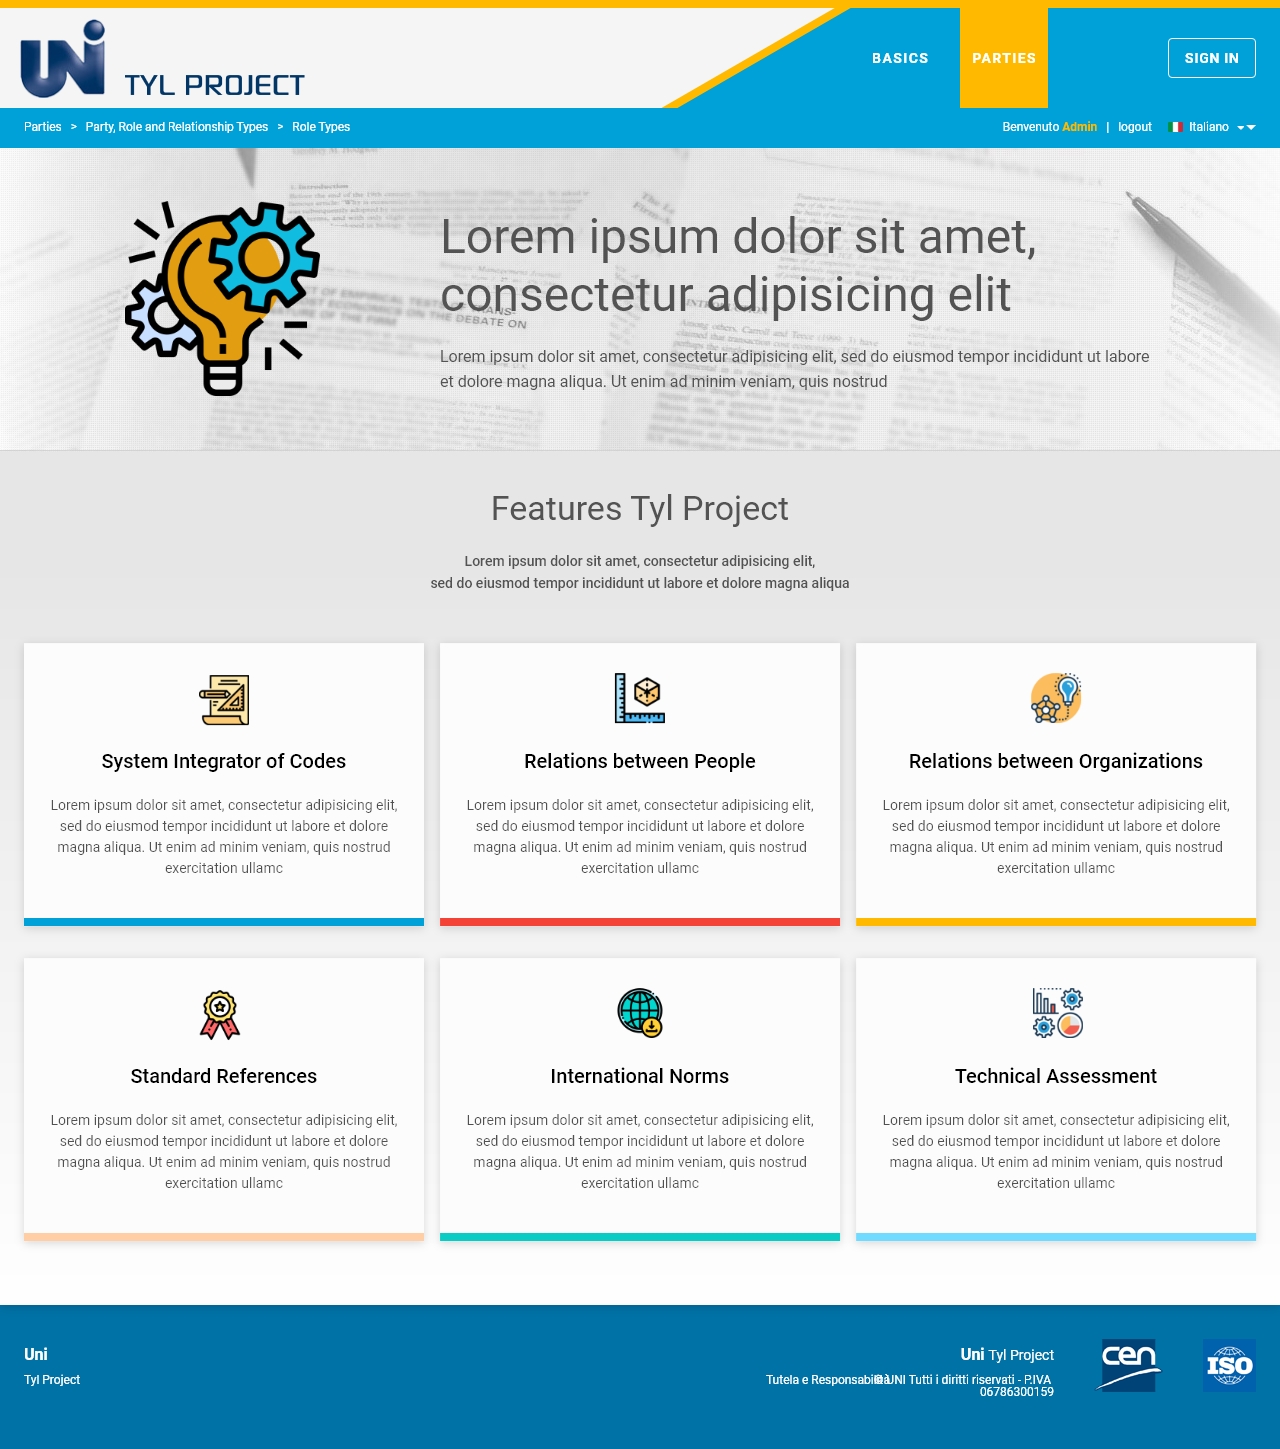 UNI TYL PROJECT
BASICS PARTIES SIGN IN
Parties > Party, Role and Relationship Types > Role Types
Benvenuto Admin | logout Italiano
Lorem ipsum dolor sit amet,
consectetur adipisicing elit
Lorem ipsum dolor sit amet, consectetur adipisicing elit, sed do eiusmod tempor incididunt ut labore
et dolore magna aliqua. Ut enim ad minim veniam, quis nostrud
Features Tyl Project
Lorem ipsum dolor sit amet, consectetur adipisicing elit,
sed do eiusmod tempor incididunt ut labore et dolore magna aliqua
System Integrator of Codes
Lorem ipsum dolor sit amet, consectetur adipisicing elit,
sed do eiusmod tempor incididunt ut labore et dolore
magna aliqua. Ut enim ad minim veniam, quis nostrud
exercitation ullamc
Relations between People
Lorem ipsum dolor sit amet, consectetur adipisicing elit,
sed do eiusmod tempor incididunt ut labore et dolore
magna aliqua. Ut enim ad minim veniam, quis nostrud
exercitation ullamc
Relations between Organizations
Lorem ipsum dolor sit amet, consectetur adipisicing elit,
sed do eiusmod tempor incididunt ut labore et dolore
magna aliqua. Ut enim ad minim veniam, quis nostrud
exercitation ullamc
Standard References
Lorem ipsum dolor sit amet, consectetur adipisicing elit,
sed do eiusmod tempor incididunt ut labore et dolore
magna aliqua. Ut enim ad minim veniam, quis nostrud
exercitation ullamc
International Norms
Lorem ipsum dolor sit amet, consectetur adipisicing elit,
sed do eiusmod tempor incididunt ut labore et dolore
magna aliqua. Ut enim ad minim veniam, quis nostrud
exercitation ullamc
Technical Assessment
Lorem ipsum dolor sit amet, consectetur adipisicing elit,
sed do eiusmod tempor incididunt ut labore et dolore
magna aliqua. Ut enim ad minim veniam, quis nostrud
exercitation ullamc
Uni
Tyl Project
Uni Tyl Project
Tutela e Responsabilità © UNI Tutti i diritti riservati - P.IVA
06786300159
cen
ISO